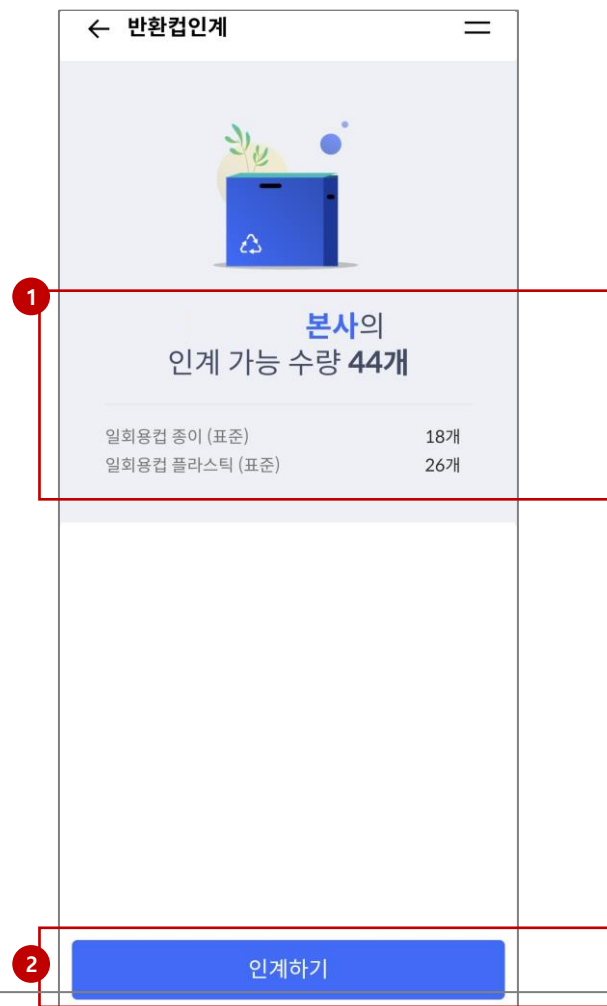 ← 반환컵인계
1
본사의
인계 가능 수량 44개
일회용컵 종이 (표준) 18개
일회용컵 플라스틱 (표준) 26개
2
인계하기